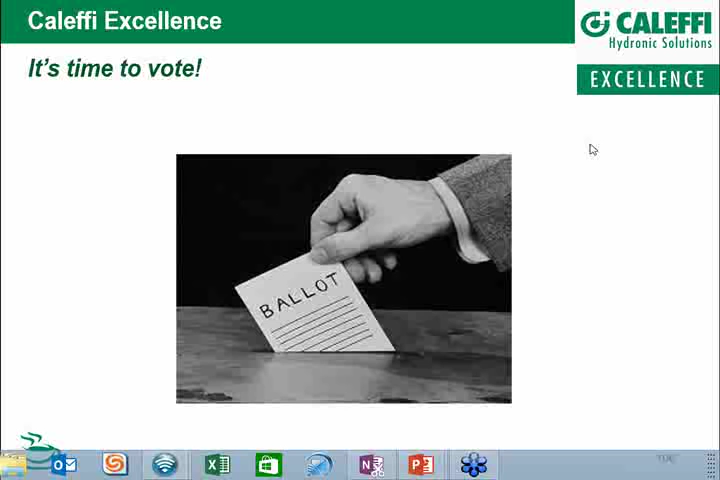 Caleffi Excellence
CALEFFI
Hydronic Solutions
EXCELLENCE
It's time to vote!
BALLOT